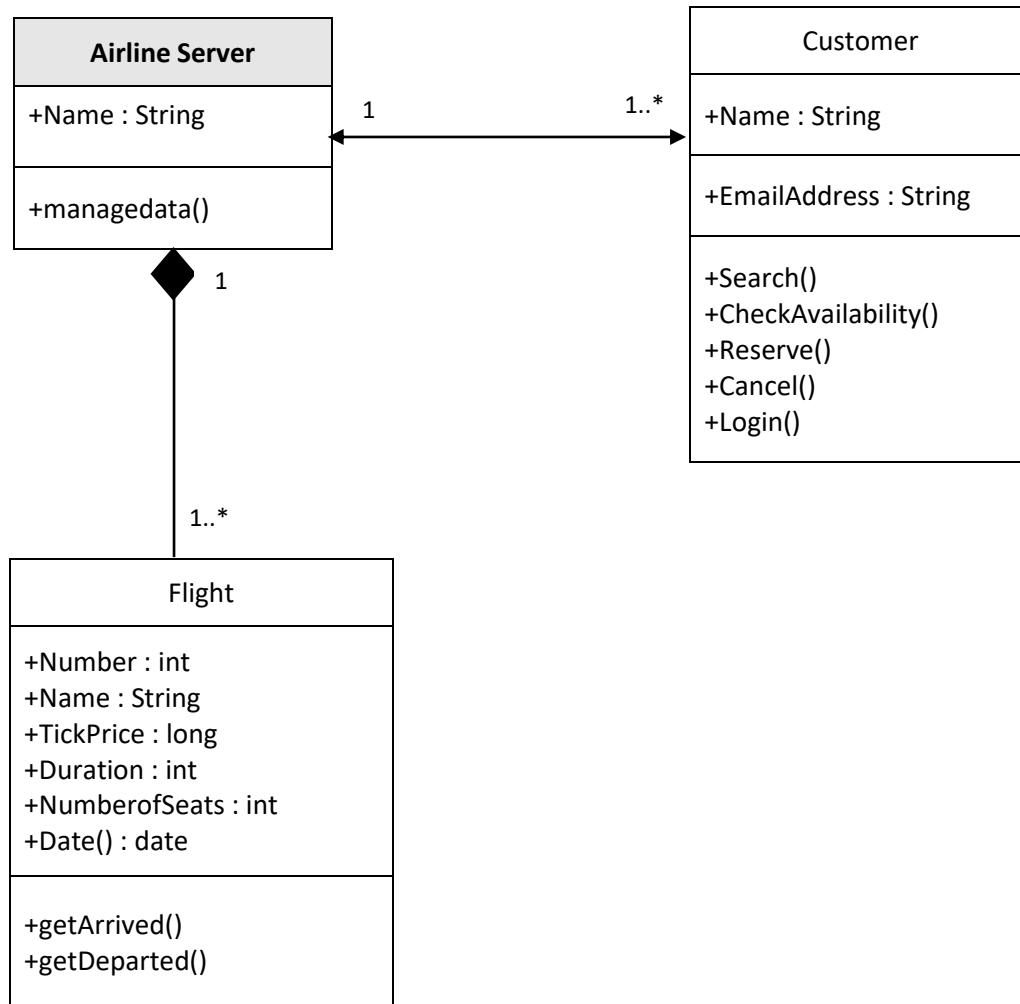 Airline Server
+Name : String
+managedata()
1
1..*
Customer
+Name : String
+EmailAddress : String
+Search()
+CheckAvailability()
+Reserve()
+Cancel()
+Login()
1
1..*
Flight
+Number : int
+Name : String
+TickPrice : long
+Duration : int
+NumberofSeats : int
+Date() : date
+getArrived()
+getDeparted()